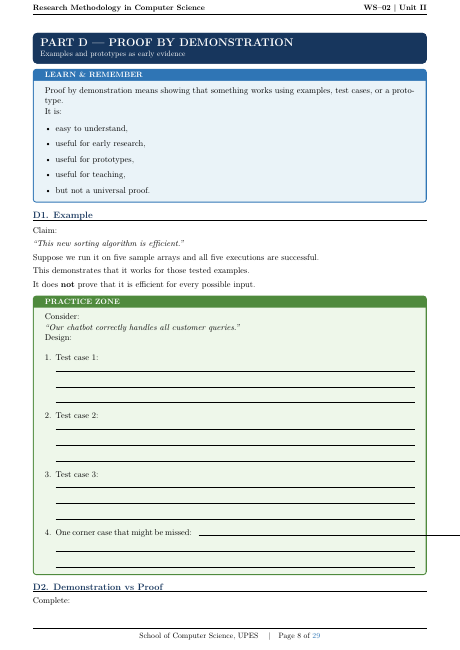 Research Methodology in Computer Science WS–02 | Unit II
PART D — PROOF BY DEMONSTRATION
Examples and prototypes as early evidence
LEARN & REMEMBER
Proof by demonstration means showing that something works using examples, test cases, or a proto-
type.
It is:
• easy to understand,
• useful for early research,
• useful for prototypes,
• useful for teaching,
• but not a universal proof.
D1. Example
Claim:
“This new sorting algorithm is efficient.”
Suppose we run it on five sample arrays and all five executions are successful.
This demonstrates that it works for those tested examples.
It does not prove that it is efficient for every possible input.
PRACTICE ZONE
Consider:
“Our chatbot correctly handles all customer queries.”
Design:
1. Test case 1:
2. Test case 2:
3. Test case 3:
4. One corner case that might be missed:
D2. Demonstration vs Proof
Complete:
School of Computer Science, UPES | Page 8 of 29